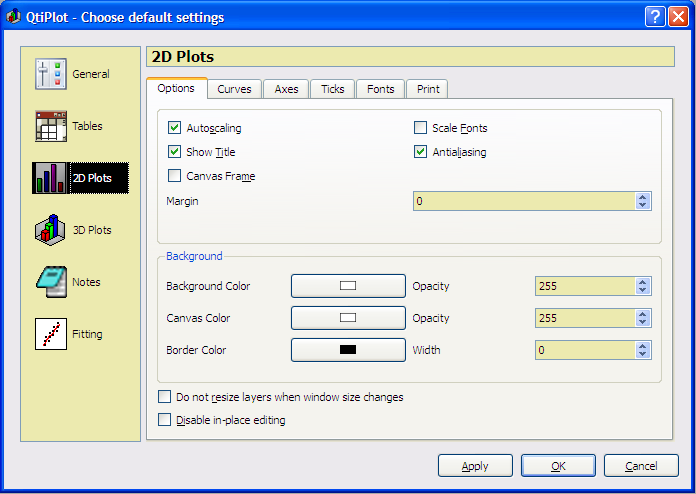 QtiPlot - Choose default settings
General
Tables
2D Plots
3D Plots
Notes
Fitting
2D Plots
Options Curves Axes Ticks Fonts Print
Autoscaling Scale Fonts
Show Title Antialiasing
Canvas Frame
Margin 0
Background
Background Color Opacity 255
Canvas Color Opacity 255
Border Color Width 0
Do not resize layers when window size changes
Disable in-place editing
Apply OK Cancel